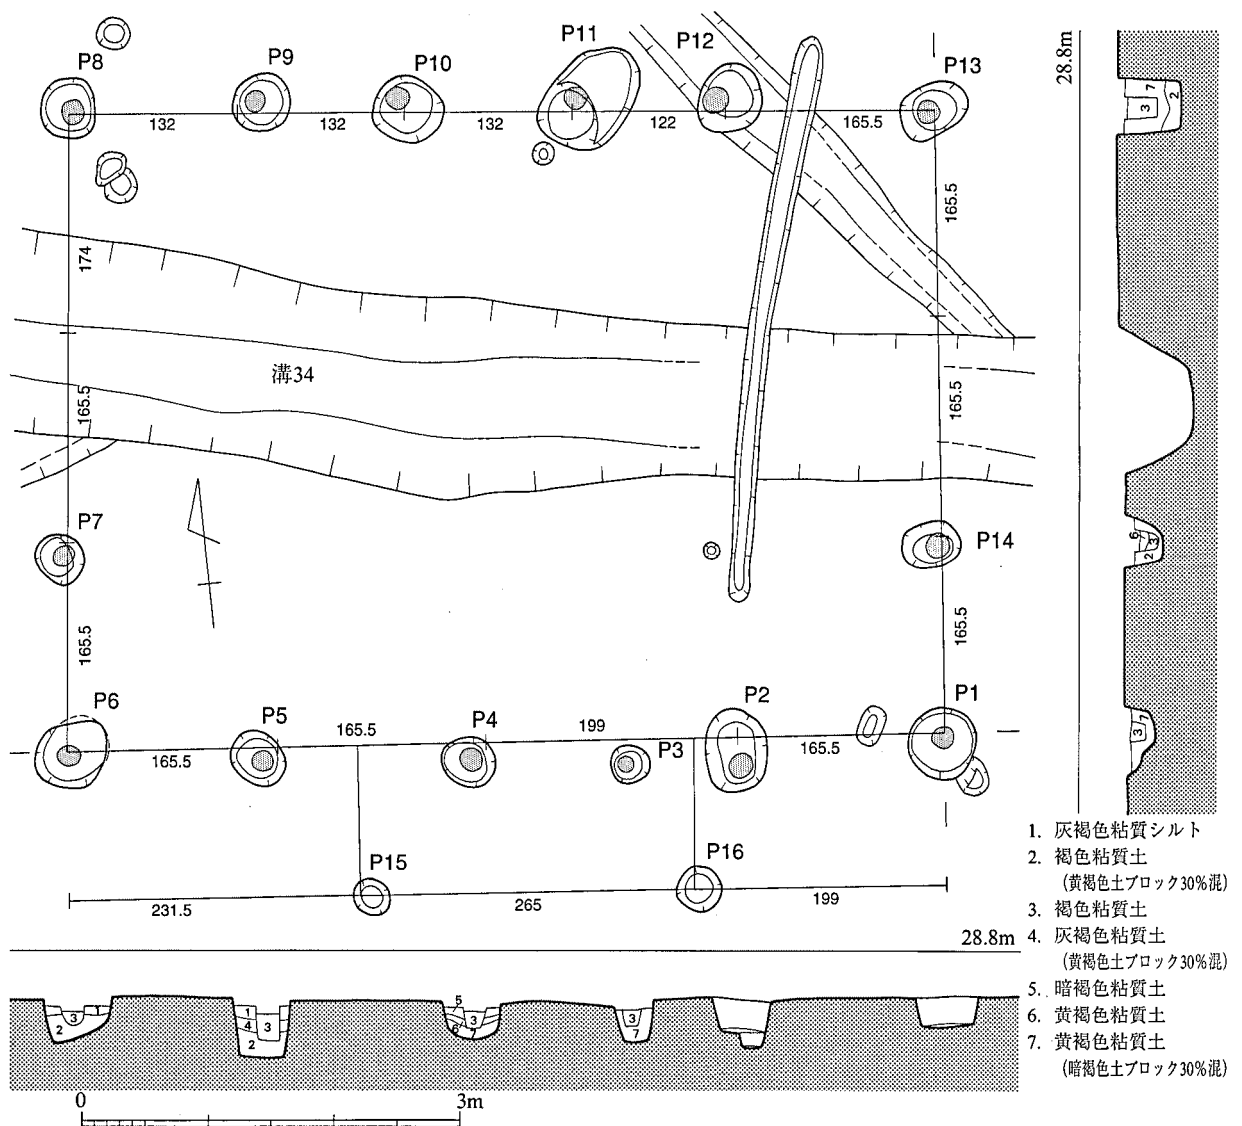 P8
P9
P10
P11
P12
P13
28.8m
132
132
132
122
165.5
7
2
3
174
165.5
165.5
165.5
溝34
P7
P14
6
3
2
165.5
165.5
P6
P5
P4
P3
P2
P1
165.5
165.5
199
165.5
7
3
P15
P16
231.5
265
199
28.8m
1. 灰褐色粘質シルト
2. 褐色粘質土
(黄褐色土ブロック30%混)
3. 褐色粘質土
4. 灰褐色粘質土
(黄褐色土ブロック30%混)
5. 暗褐色粘質土
6. 黄褐色粘質土
7. 黄褐色粘質土
(暗褐色土ブロック30%混)
2 3 1
1 4 3 2
5 3 6 7
3 7
0 3m